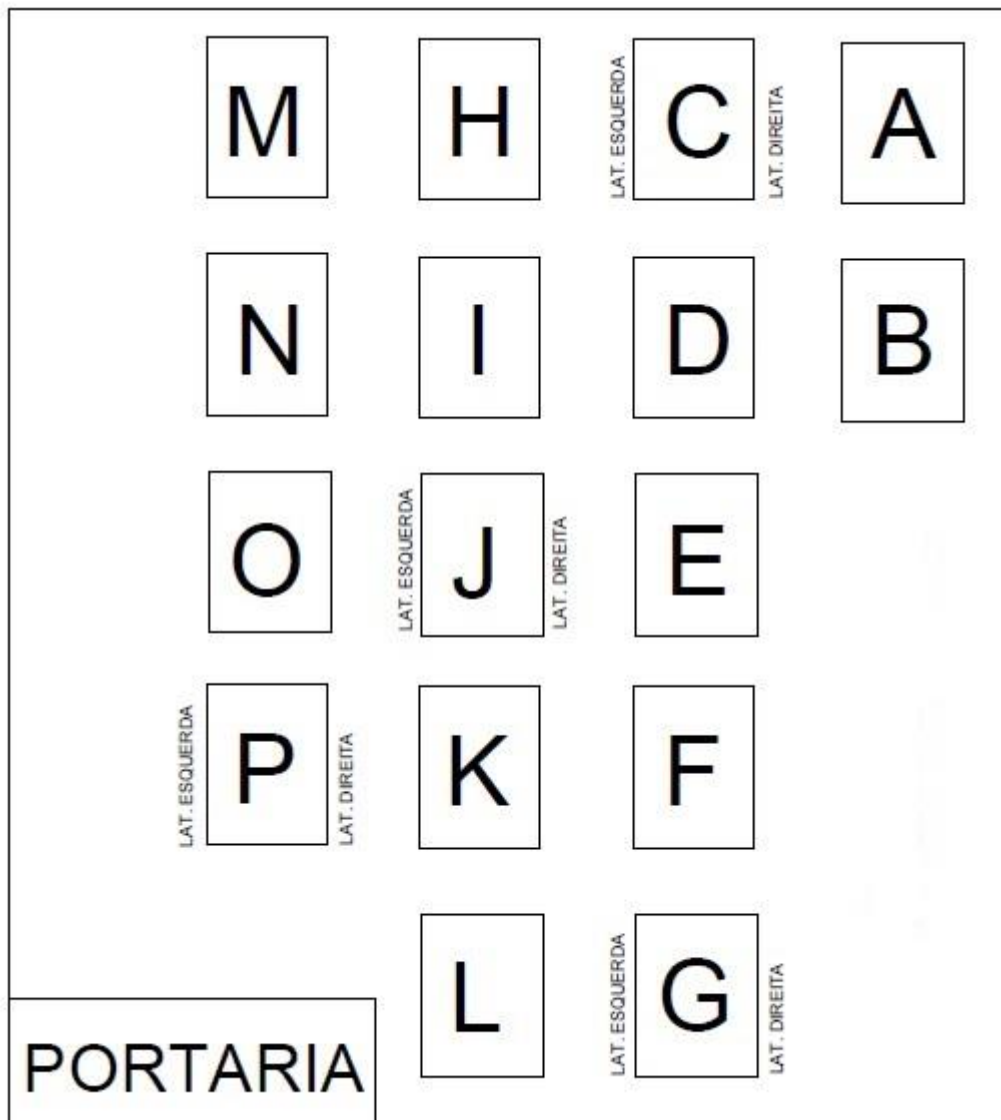 M H LAT. ESQUERDA C LAT. DIREITA A
N I D B
O LAT. ESQUERDA J LAT. DIREITA E
LAT. ESQUERDA P LAT. DIREITA K F
L LAT. ESQUERDA G LAT. DIREITA
PORTARIA